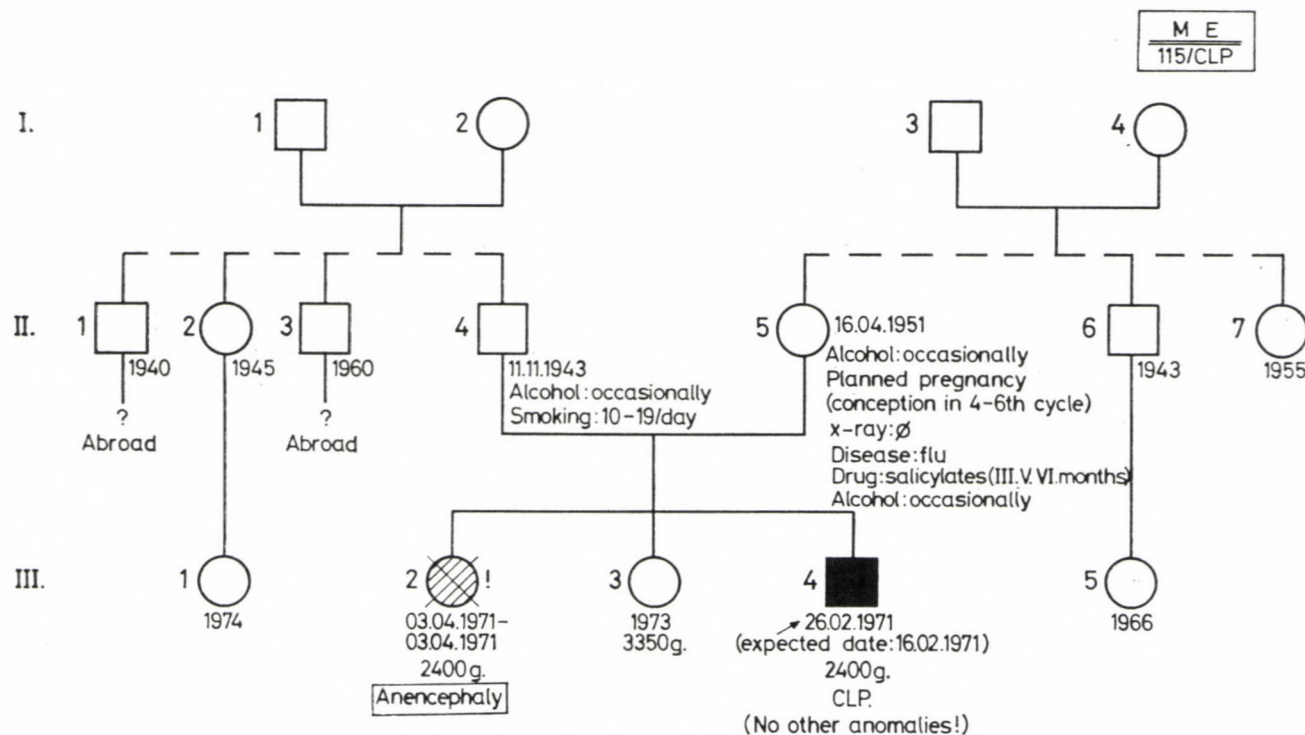 M E
115/CLP
I.
1
2
3
4
II.
1
1940
?
Abroad
2
1945
3
1960
?
Abroad
4
11.11.1943
Alcohol:occasionally
Smoking:10-19/day
5
16.04.1951
Alcohol:occasionally
Planned pregnancy
(conception in 4-6th cycle)
x-ray:ø
Disease:flu
Drug:salicylates(III.V.VI.months)
Alcohol:occasionally
6
1943
7
1955
III.
1
1974
2
!
03.04.1971-
03.04.1971
2400g.
Anencephaly
3
1973
3350g.
4
26.02.1971
(expected date:16.02.1971)
2400g.
CLP.
(No other anomalies!)
5
1966